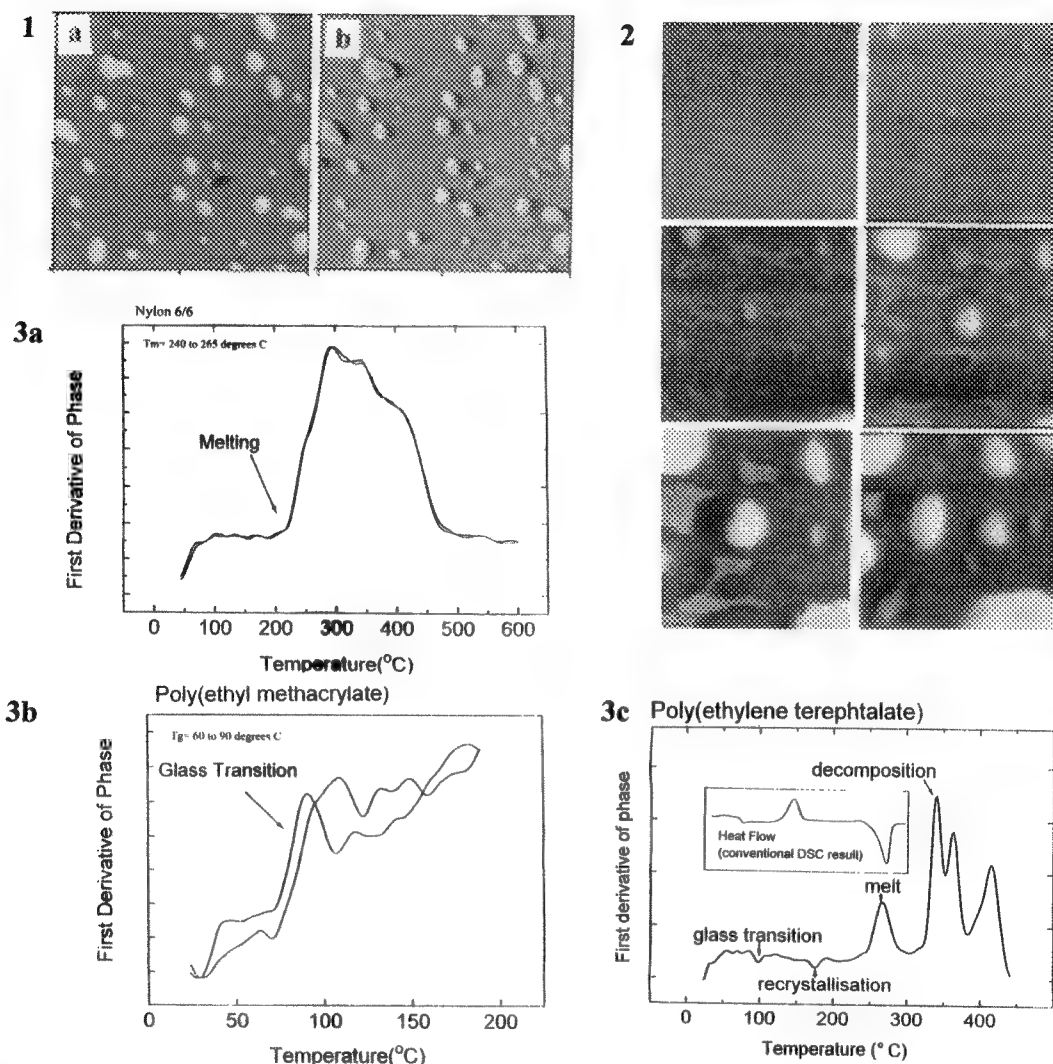 1
a
b
2
3a
Nylon 6/6
Tm= 240 to 265 degrees C
Melting
First Derivative of Phase
0 100 200 300 400 500 600
Temperature(°C)
3b
Poly(ethyl methacrylate)
Tg= 60 to 90 degrees C
Glass Transition
First Derivative of Phase
0 50 100 150 200
Temperature(°C)
3c
Poly(ethylene terephtalate)
decomposition
Heat Flow
(conventional DSC result)
melt
glass transition
recrystallisation
First derivative of phase
0 100 200 300 400
Temperature (° C)